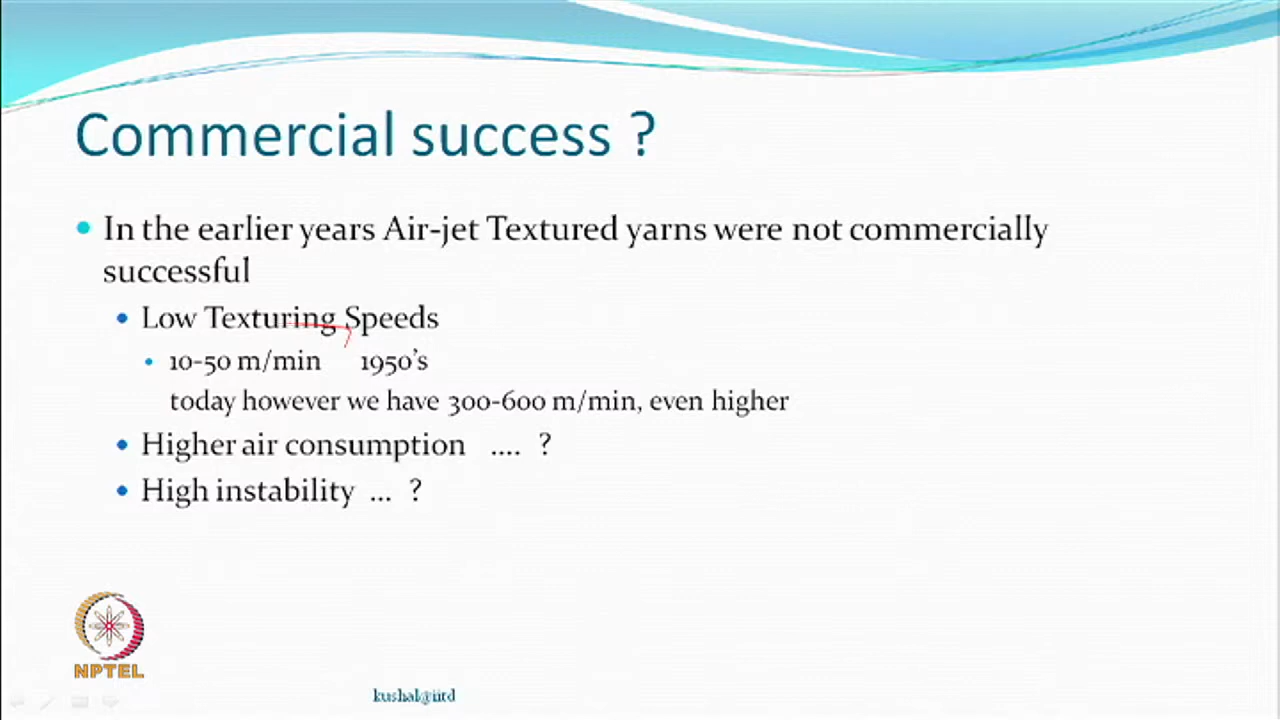 Commercial success ?
In the earlier years Air-jet Textured yarns were not commercially
successful
Low Texturing Speeds
10-50 m/min 1950's
today however we have 300-600 m/min, even higher
Higher air consumption .... ?
High instability ... ?
NPTEL
kushal@iitd